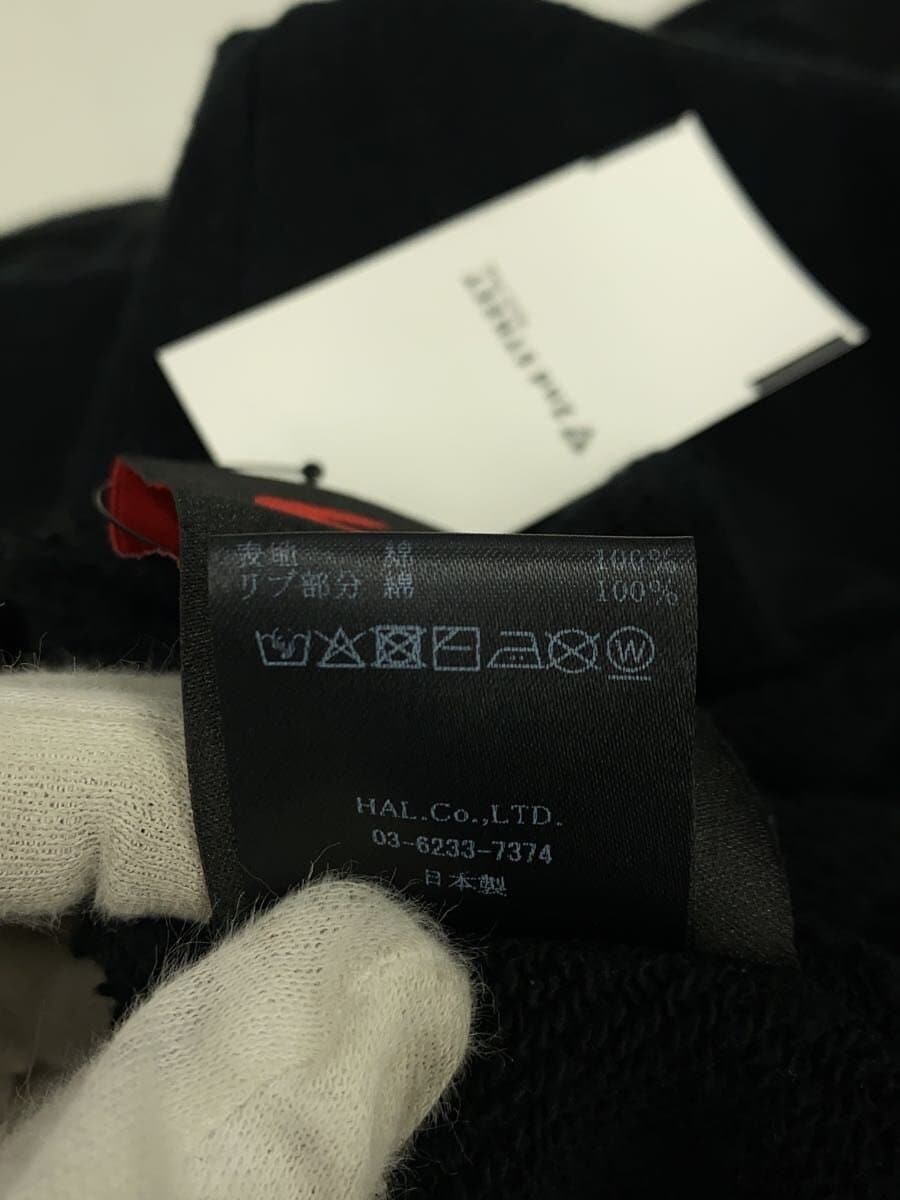 表地 綿 100%
リブ部分 綿 100%
W
HAL.Co.,LTD.
03-6233-7374
日本製